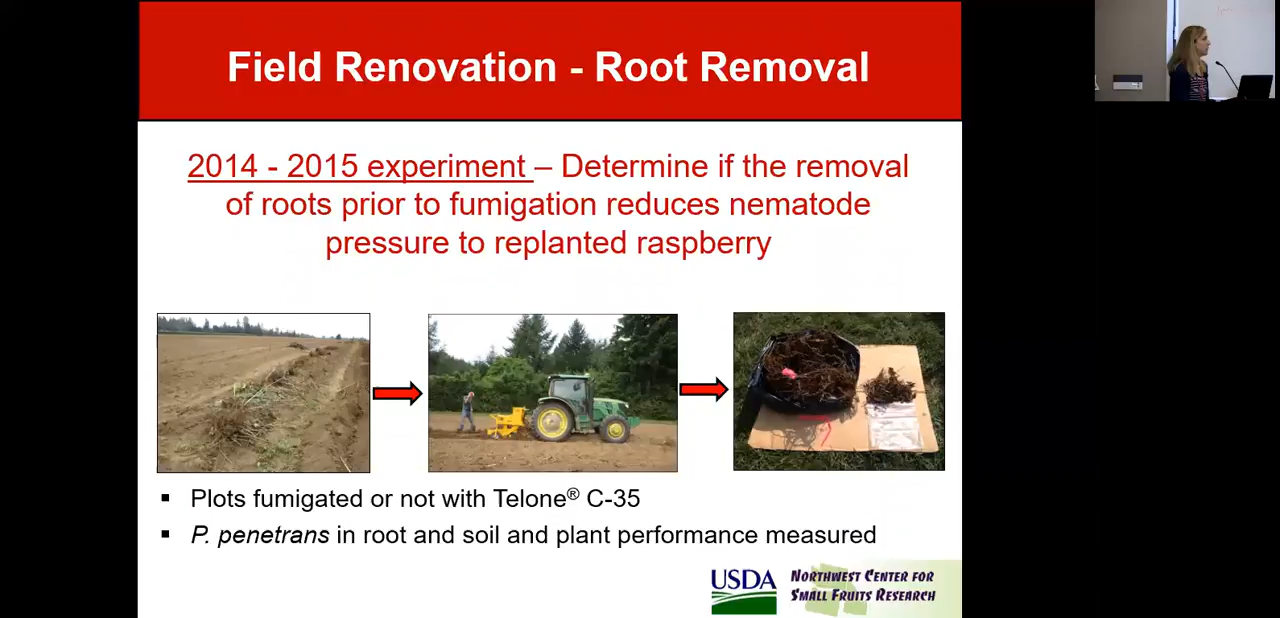 Field Renovation - Root Removal
2014 - 2015 experiment – Determine if the removal
of roots prior to fumigation reduces nematode
pressure to replanted raspberry
▪ Plots fumigated or not with Telone® C-35
▪ P. penetrans in root and soil and plant performance measured
USDA
Northwest Center for
Small Fruits Research